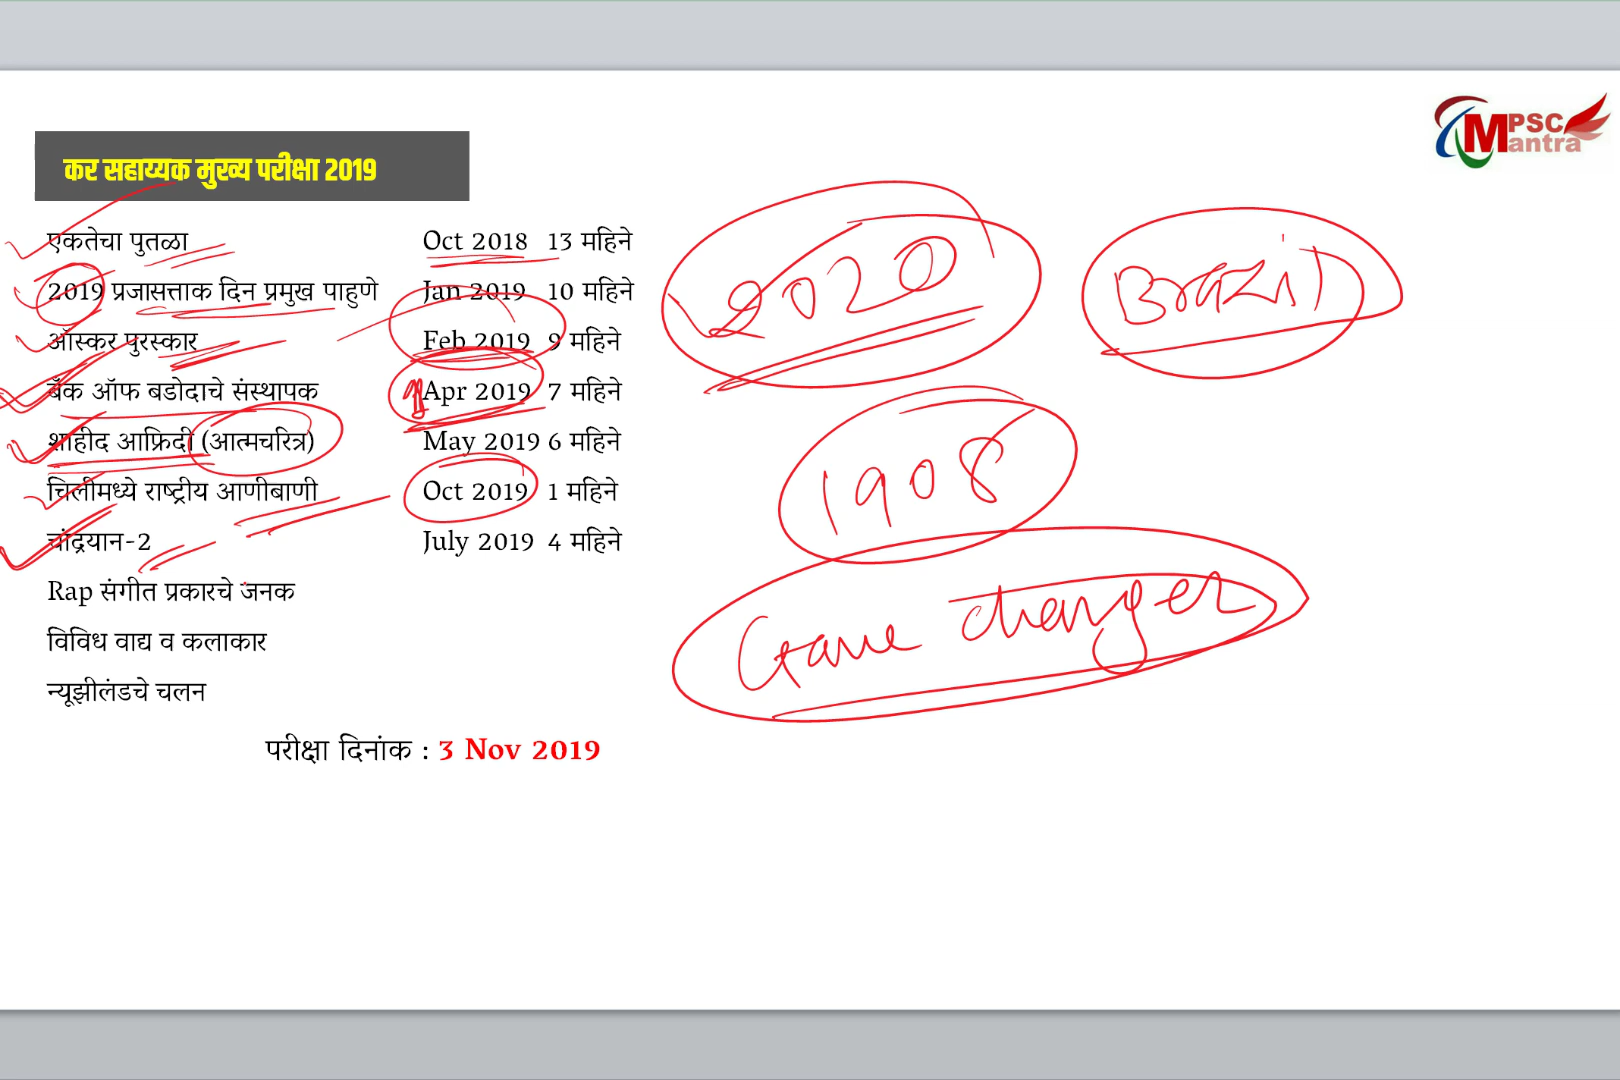 MPSC Mantra
कर सहाय्यक मुख्य परीक्षा 2019
एकतेचा पुतळा Oct 2018 13 महिने
2019 प्रजासत्ताक दिन प्रमुख पाहुणे Jan 2019 10 महिने
ऑस्कर पुरस्कार Feb 2019 9 महिने
बँक ऑफ बडोदाचे संस्थापक Apr 2019 7 महिने
शाहीद आफ्रिदी (आत्मचरित्र) May 2019 6 महिने
चिलीमध्ये राष्ट्रीय आणीबाणी Oct 2019 1 महिने
चांद्रयान-2 July 2019 4 महिने
Rap संगीत प्रकारचे जनक
विविध वाद्य व कलाकार
न्यूझीलंडचे चलन
परीक्षा दिनांक : 3 Nov 2019
2020
1908
Game changer